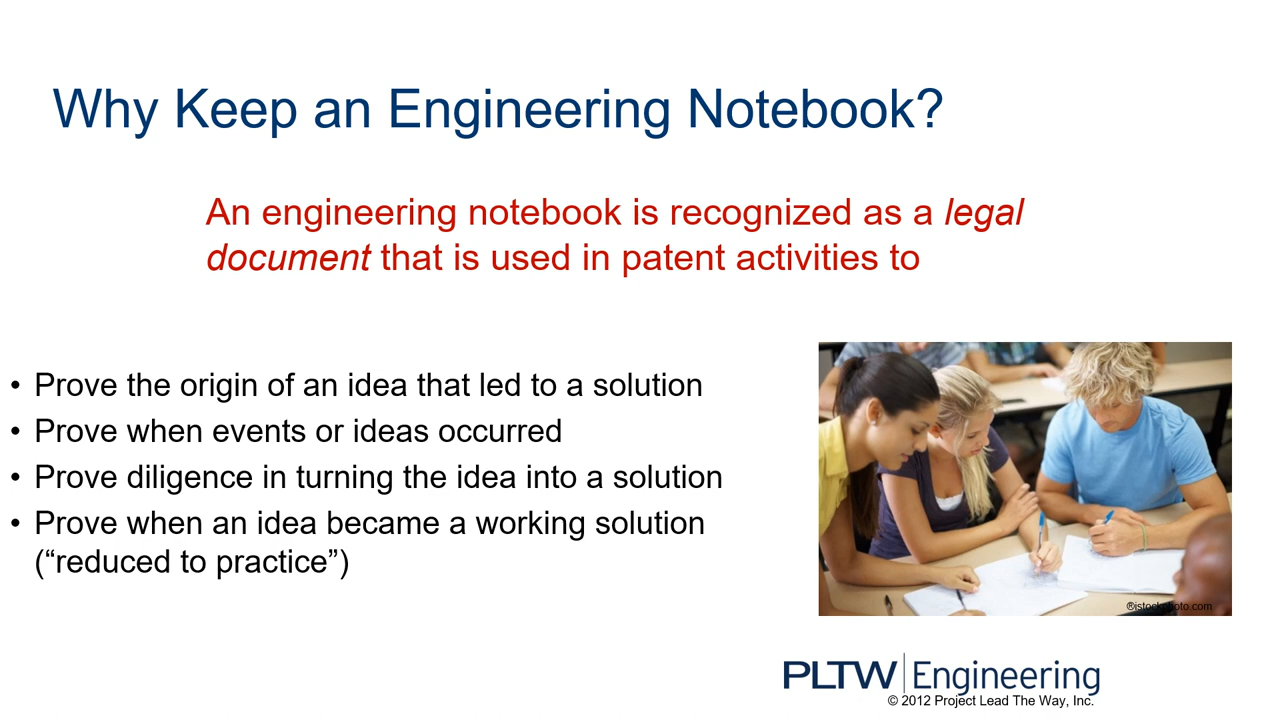 Why Keep an Engineering Notebook?
An engineering notebook is recognized as a legal
document that is used in patent activities to
• Prove the origin of an idea that led to a solution
• Prove when events or ideas occurred
• Prove diligence in turning the idea into a solution
• Prove when an idea became a working solution
(“reduced to practice”)
®istockphoto.com
PLTW Engineering
© 2012 Project Lead The Way, Inc.